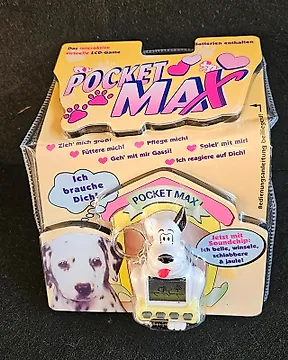 Das interaktive
virtuelle LCD-Game
Batterien enthalten
POCKET
MAX
Zieh' mich groß!
Pflege mich!
Füttere mich!
Spiel' mit mir!
Geh' mit mir Gassi!
Ich reagiere auf Dich!
Bedienungsanleitung beiliegend!
Ich
brauche
Dich!
POCKET MAX
Jetzt mit
Soundchip:
Ich belle, winsele,
schlabbere
& jaule!